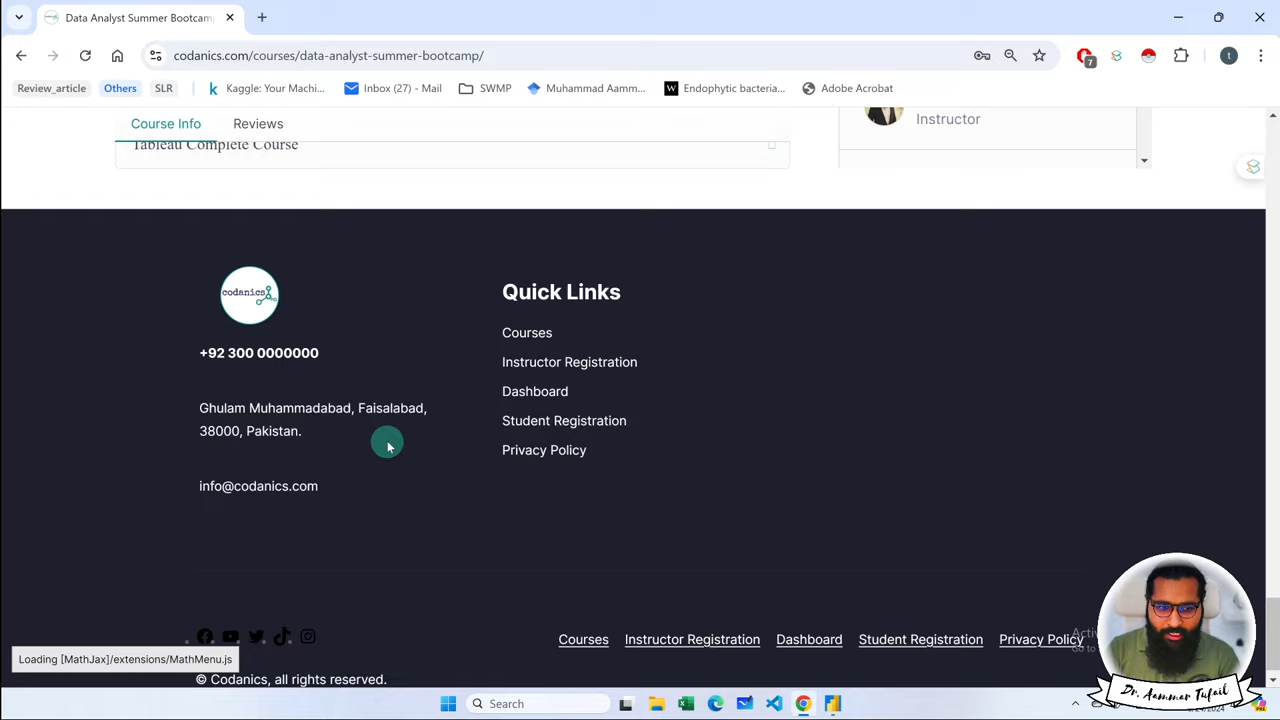 Data Analyst Summer Bootcamp
codanics.com/courses/data-analyst-summer-bootcamp/
7
t
Review_article
Others
SLR
Kaggle: Your Machi...
Inbox (27) - Mail
SWMP
Muhammad Aamm...
Endophytic bacteria...
Adobe Acrobat
Course Info
Reviews
Instructor
Tableau Complete Course
codanics
+92 300 0000000
Ghulam Muhammadabad, Faisalabad,
38000, Pakistan.
info@codanics.com
Quick Links
Courses
Instructor Registration
Dashboard
Student Registration
Privacy Policy
Courses
Instructor Registration
Dashboard
Student Registration
Privacy Policy
Loading [MathJax]/extensions/MathMenu.js
© Codanics, all rights reserved.
Dr. Aammar Tufail
Search